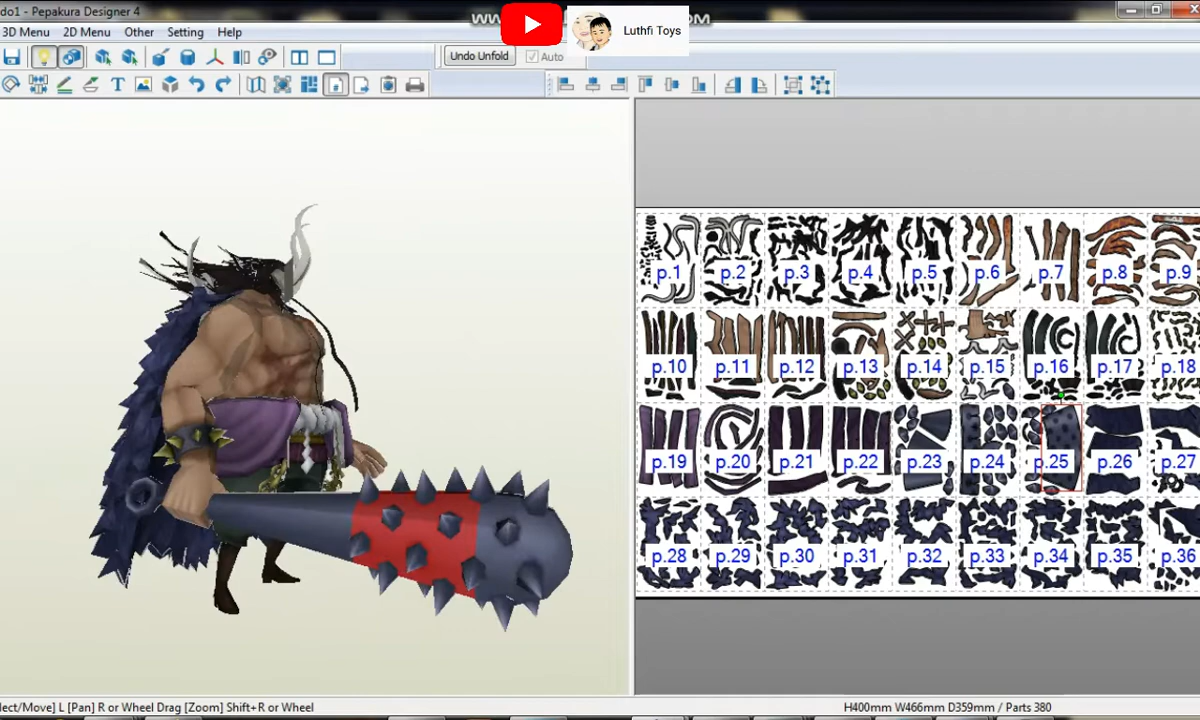 do1 - Pepakura Designer 4
Luthfi Toys
3D Menu 2D Menu Other Setting Help
Undo Unfold Auto
p.1 p.2 p.3 p.4 p.5 p.6 p.7 p.8 p.9
p.10 p.11 p.12 p.13 p.14 p.15 p.16 p.17 p.18
p.19 p.20 p.21 p.22 p.23 p.24 p.25 p.26 p.27
p.28 p.29 p.30 p.31 p.32 p.33 p.34 p.35 p.36
lect/Move] L [Pan] R or Wheel Drag [Zoom] Shift+R or Wheel
H400mm W466mm D359mm / Parts 380